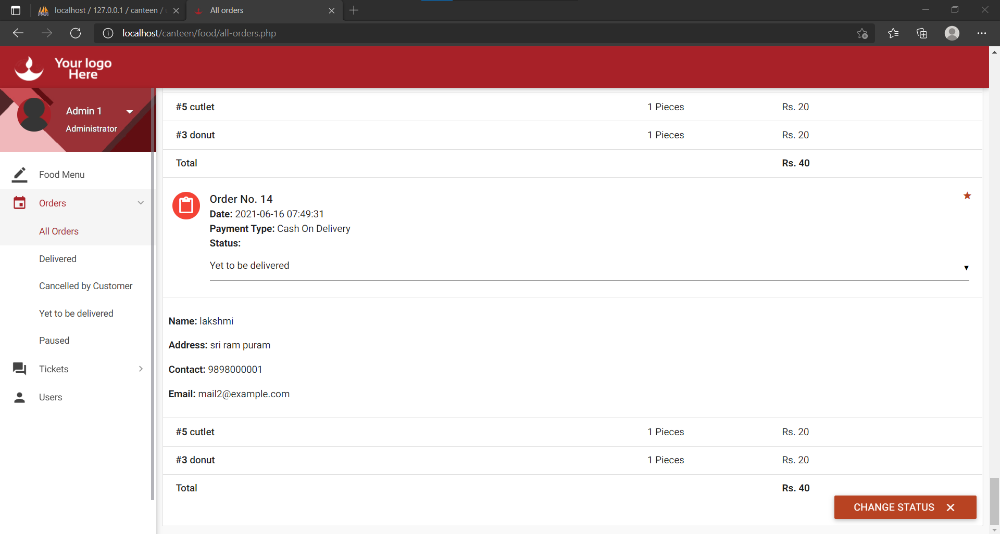 localhost / 127.0.0.1 / canteen /
All orders
localhost/canteen/food/all-orders.php
Your logo
Here
Admin 1
Administrator
Food Menu
Orders
All Orders
Delivered
Cancelled by Customer
Yet to be delivered
Paused
Tickets
Users
#5 cutlet 1 Pieces Rs. 20
#3 donut 1 Pieces Rs. 20
Total Rs. 40
Order No. 14
Date: 2021-06-16 07:49:31
Payment Type: Cash On Delivery
Status:
Yet to be delivered
Name: lakshmi
Address: sri ram puram
Contact: 9898000001
Email: mail2@example.com
#5 cutlet 1 Pieces Rs. 20
#3 donut 1 Pieces Rs. 20
Total Rs. 40
CHANGE STATUS